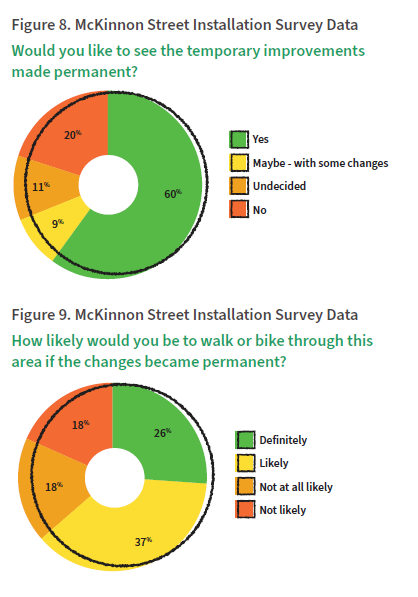 Figure 8. McKinnon Street Installation Survey Data
Would you like to see the temporary improvements
made permanent?
20%
11%
9%
60%
Yes
Maybe - with some changes
Undecided
No
Figure 9. McKinnon Street Installation Survey Data
How likely would you be to walk or bike through this
area if the changes became permanent?
18%
26%
18%
37%
Definitely
Likely
Not at all likely
Not likely